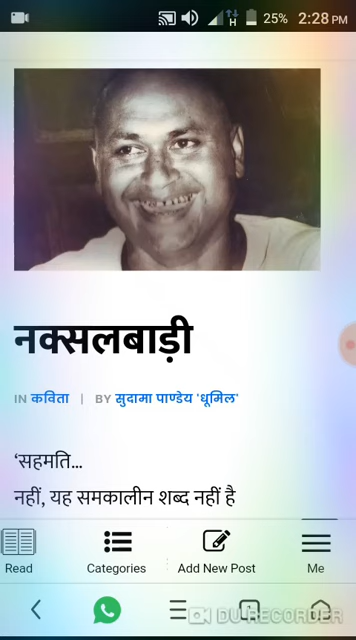 H 25% 2:28 PM
नक्सलबाड़ी
IN कविता | BY सुदामा पाण्डेय 'धूमिल'
‘सहमति…
नहीं, यह समकालीन शब्द नहीं है
Read Categories Add New Post Me
1
DU RECORDER